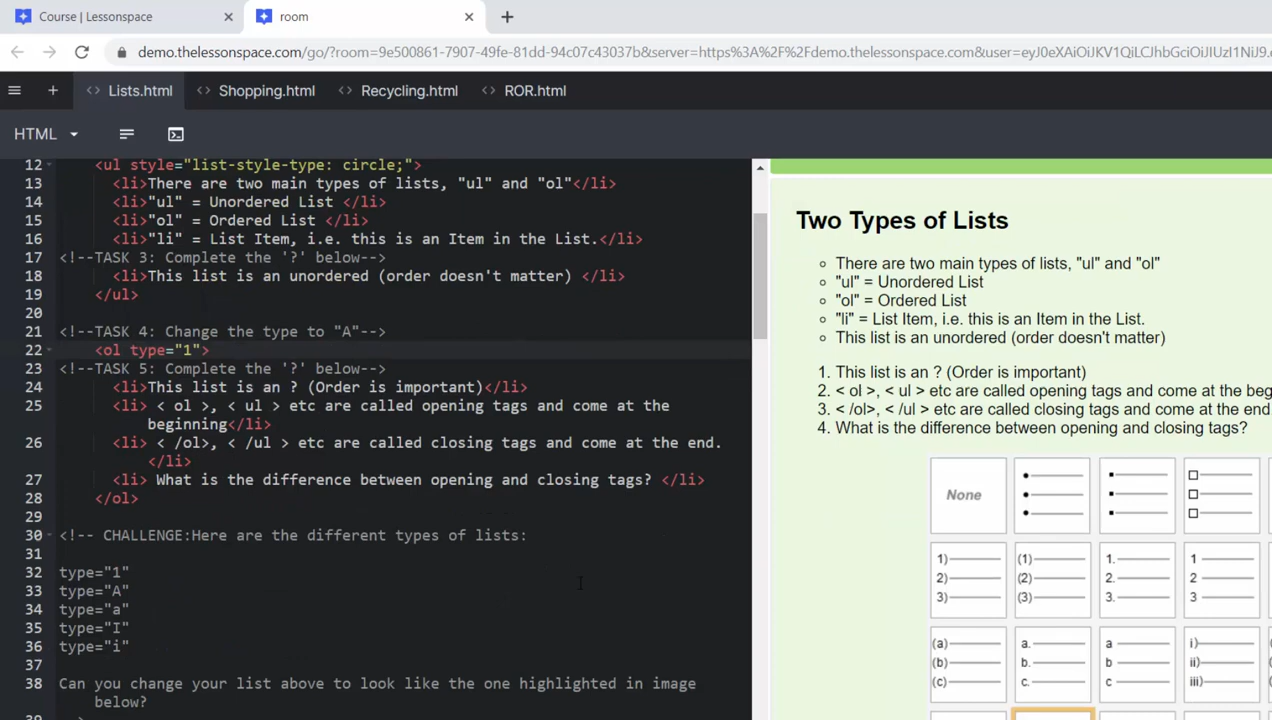 Course | Lessonspace
room
demo.thelessonspace.com/go/?room=9e500861-7907-49fe-81dd-94c07c43037b&server=https%3A%2F%2Fdemo.thelessonspace.com&user=eyJ0eXAiOiJKV1QiLCJhbGciOiJIUzI1NiJ9.
Lists.html
Shopping.html
Recycling.html
ROR.html
HTML
12 <ul style="list-style-type: circle;">
13 <li>There are two main types of lists, "ul" and "ol"</li>
14 <li>"ul" = Unordered List </li>
15 <li>"ol" = Ordered List </li>
16 <li>"li" = List Item, i.e. this is an Item in the List.</li>
17 <!--TASK 3: Complete the '?' below-->
18 <li>This list is an unordered (order doesn't matter) </li>
19 </ul>
20
21 <!--TASK 4: Change the type to "A"-->
22 <ol type="1">
23 <!--TASK 5: Complete the '?' below-->
24 <li>This list is an ? (Order is important)</li>
25 <li> < ol >, < ul > etc are called opening tags and come at the
beginning</li>
26 <li> < /ol>, < /ul > etc are called closing tags and come at the end.
</li>
27 <li> What is the difference between opening and closing tags? </li>
28 </ol>
29
30 <!-- CHALLENGE:Here are the different types of lists:
31
32 type="1"
33 type="A"
34 type="a"
35 type="I"
36 type="i"
37
38 Can you change your list above to look like the one highlighted in image
below?
Two Types of Lists
There are two main types of lists, "ul" and "ol"
"ul" = Unordered List
"ol" = Ordered List
"li" = List Item, i.e. this is an Item in the List.
This list is an unordered (order doesn't matter)
1. This list is an ? (Order is important)
2. < ol >, < ul > etc are called opening tags and come at the beg
3. < /ol>, < /ul > etc are called closing tags and come at the end.
4. What is the difference between opening and closing tags?
None
1) (1) 1. 1
2) (2) 2. 2
3) (3) 3. 3
(a) a. a i)
(b) b. b ii)
(c) c. c iii)